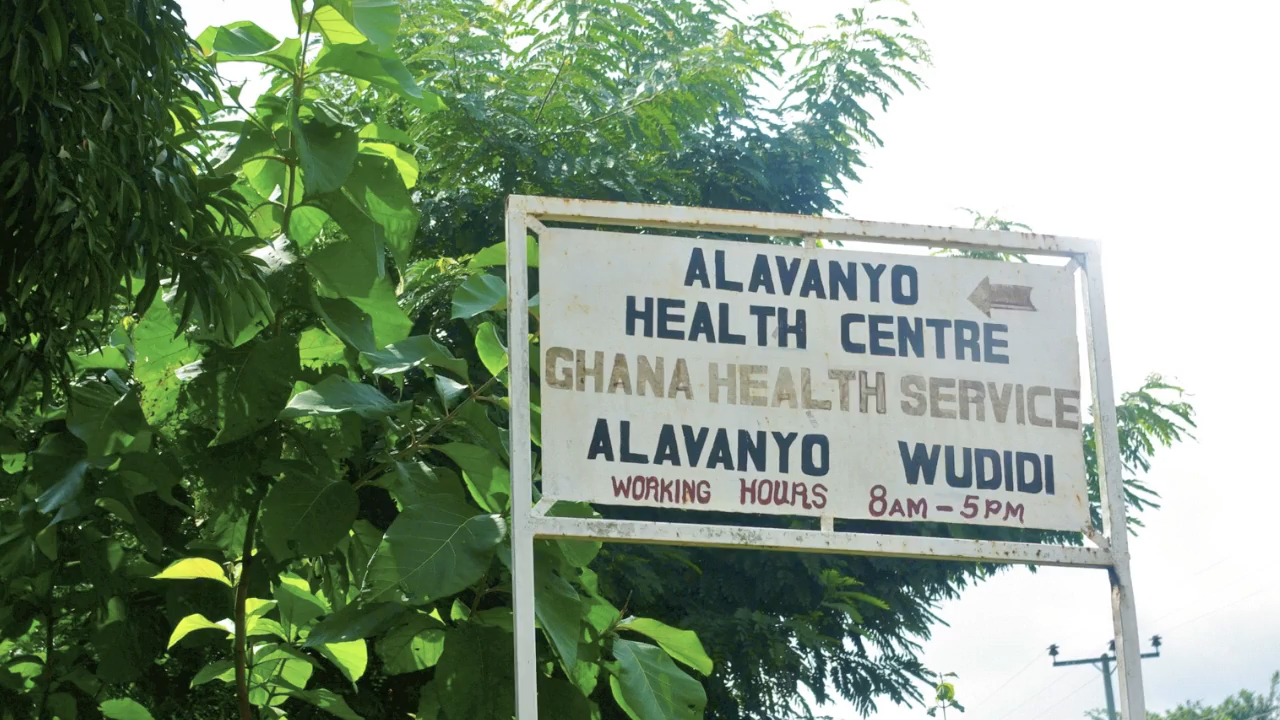 ALAVANYO
HEALTH CENTRE
GHANA HEALTH SERVICE
ALAVANYO WUDIDI
WORKING HOURS 8AM-5PM